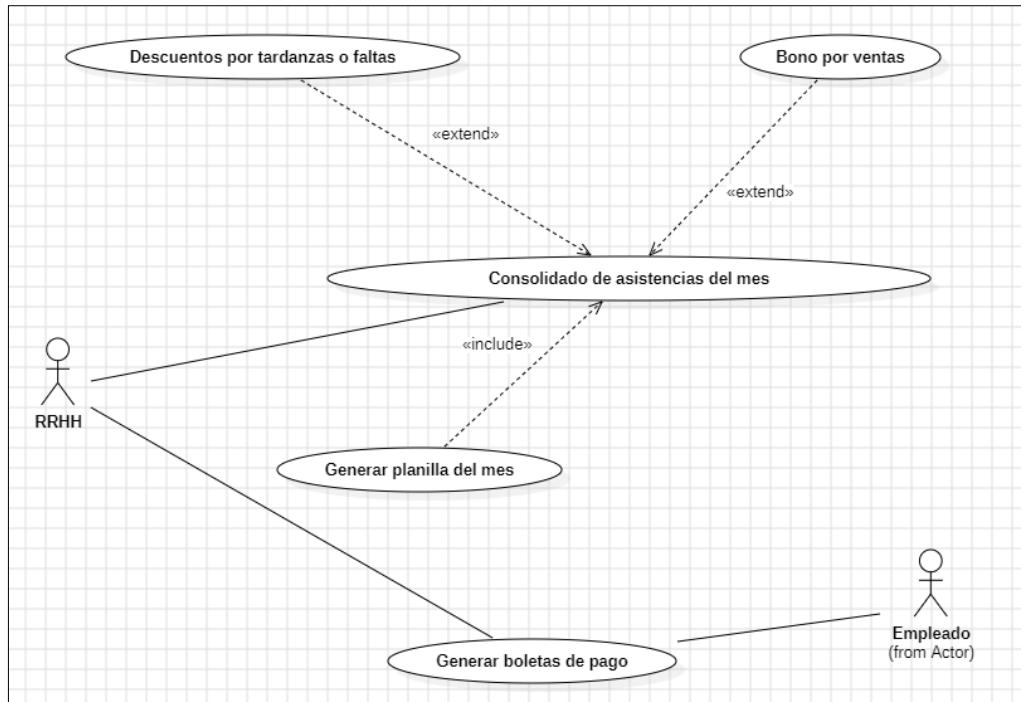 Descuentos por tardanzas o faltas
Bono por ventas
«extend»
«extend»
Consolidado de asistencias del mes
«include»
RRHH
Generar planilla del mes
Empleado
(from Actor)
Generar boletas de pago